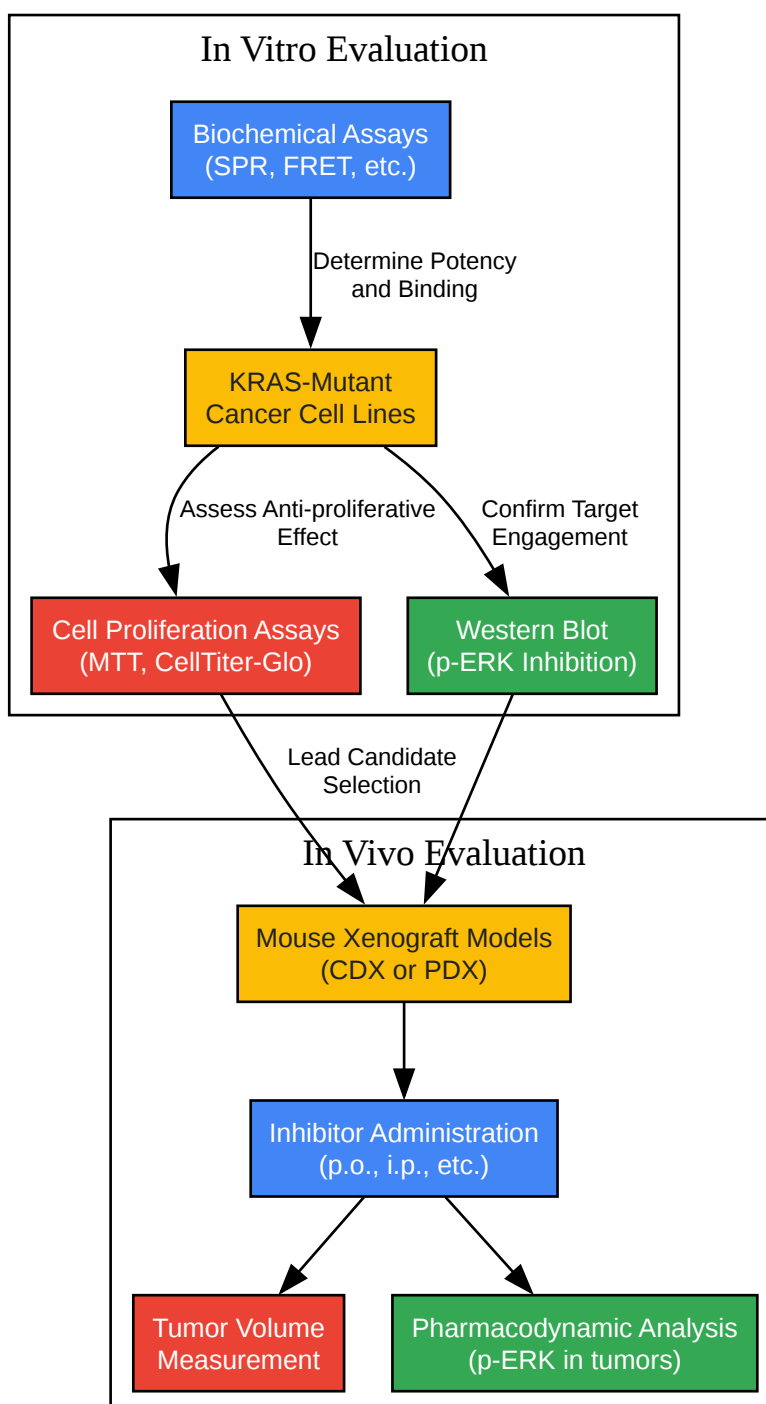 In Vitro Evaluation
Biochemical Assays
(SPR, FRET, etc.)
Determine Potency
and Binding
KRAS-Mutant
Cancer Cell Lines
Assess Anti-proliferative
Effect
Confirm Target
Engagement
Cell Proliferation Assays
(MTT, CellTiter-Glo)
Western Blot
(p-ERK Inhibition)
Lead Candidate
Selection
In Vivo Evaluation
Mouse Xenograft Models
(CDX or PDX)
Inhibitor Administration
(p.o., i.p., etc.)
Tumor Volume
Measurement
Pharmacodynamic Analysis
(p-ERK in tumors)